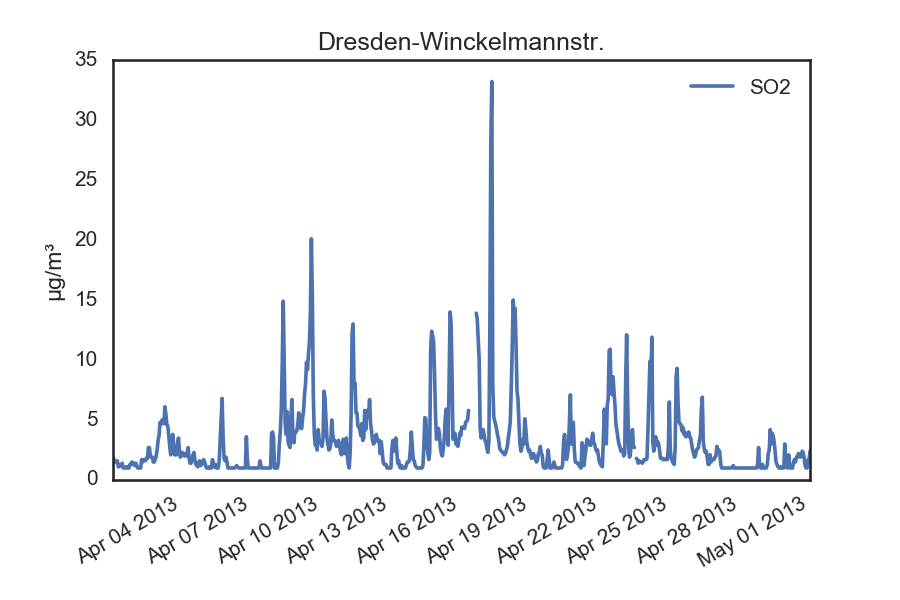 Dresden-Winckelmannstr.
SO2
µg/m³
35
30
25
20
15
10
5
0
Apr 04 2013
Apr 07 2013
Apr 10 2013
Apr 13 2013
Apr 16 2013
Apr 19 2013
Apr 22 2013
Apr 25 2013
Apr 28 2013
May 01 2013